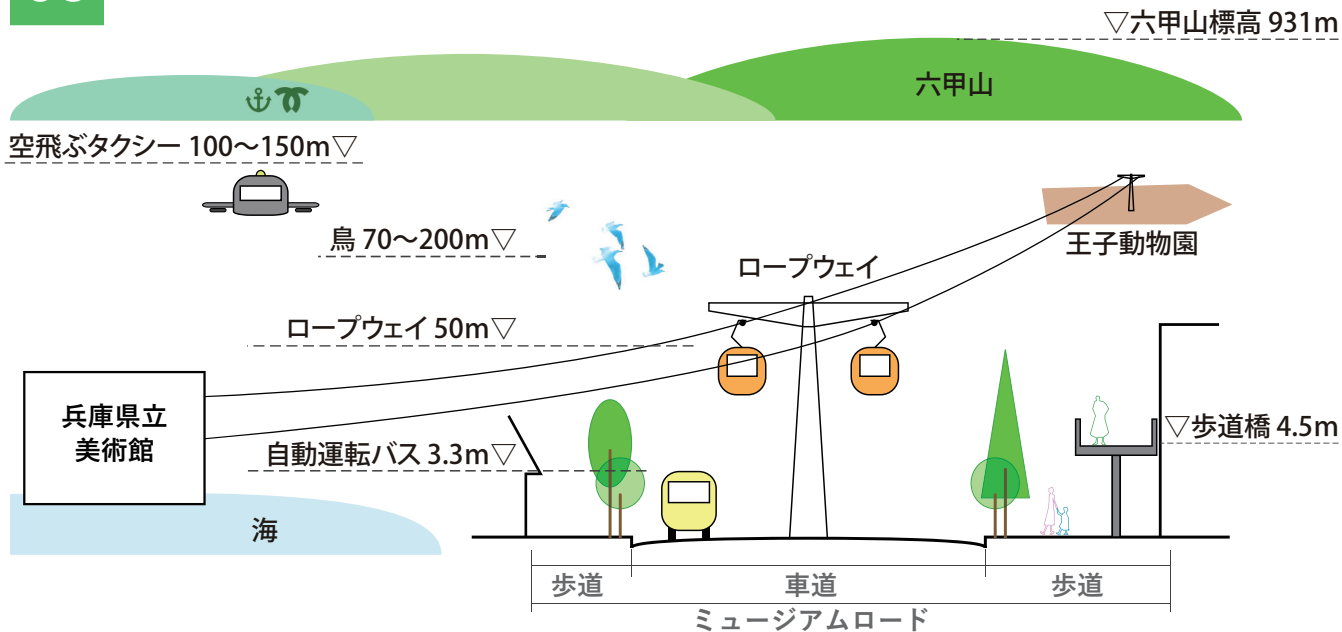 ▽六甲山標高 931m
六甲山
空飛ぶタクシー 100〜150m▽
鳥 70〜200m▽
王子動物園
ロープウェイ
ロープウェイ 50m▽
兵庫県立
美術館
▽歩道橋 4.5m
自動運転バス 3.3m▽
海
歩道
車道
歩道
ミュージアムロード